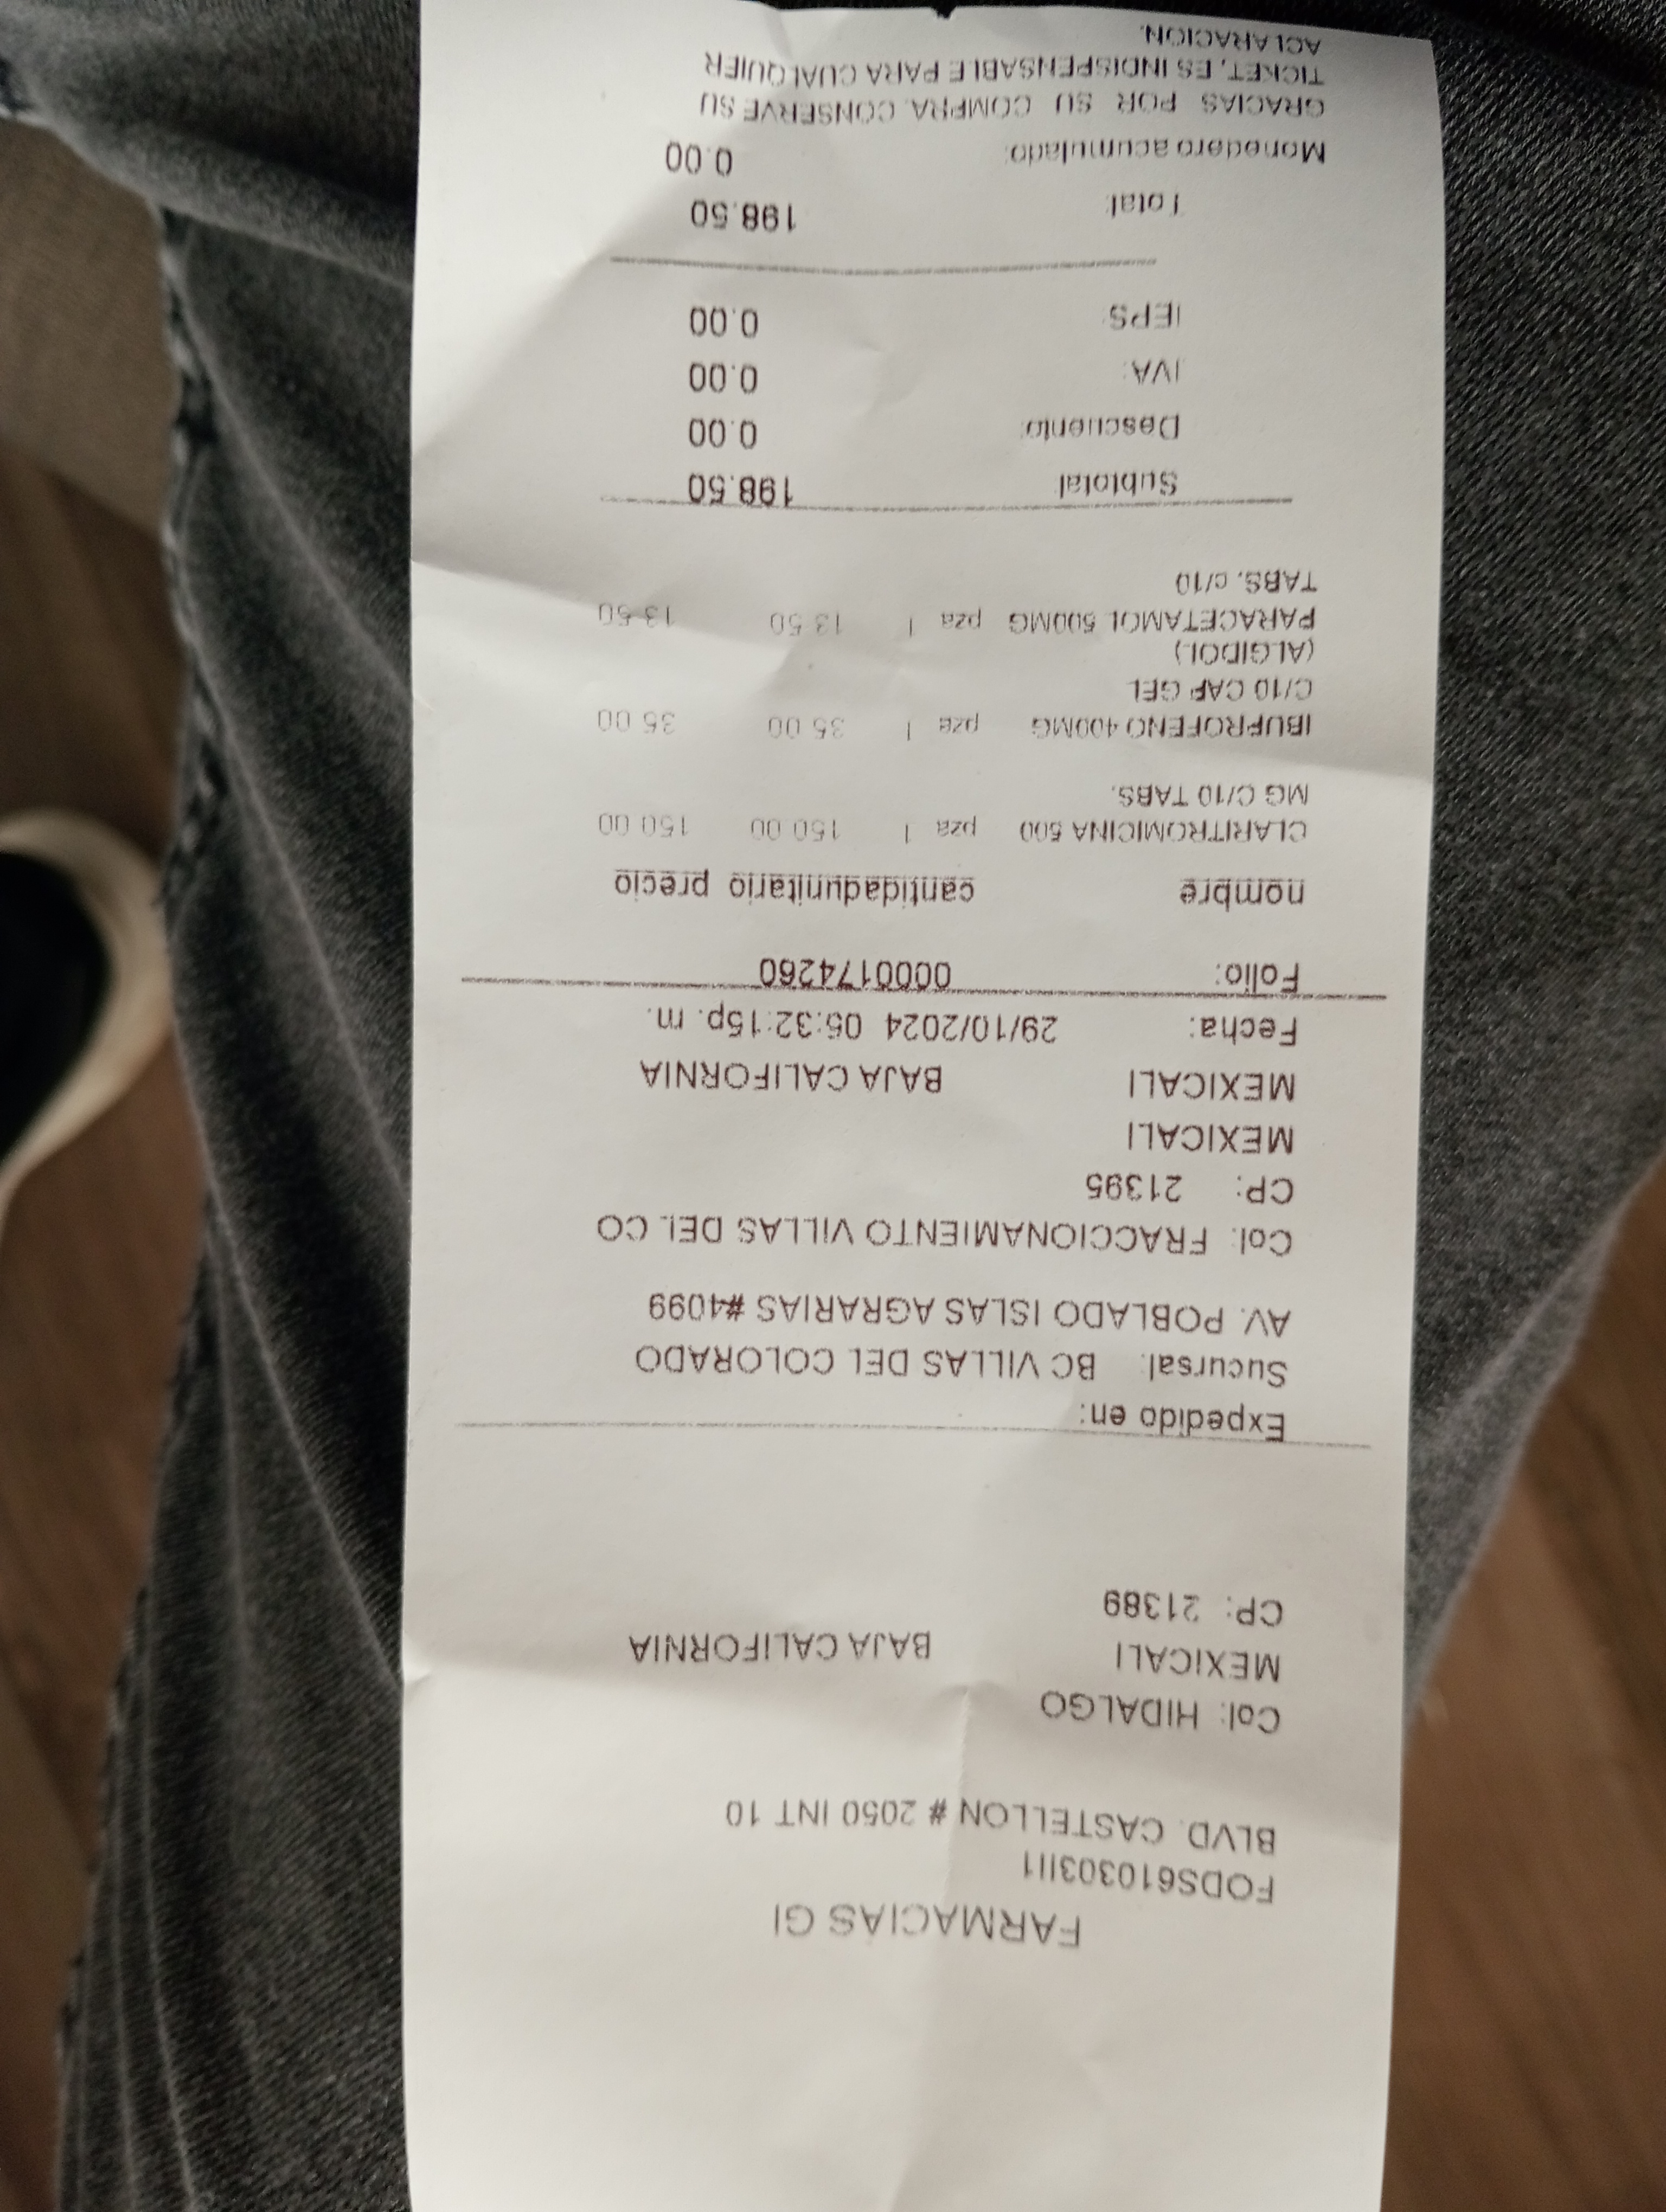 FARMACIAS GI
FODS610303II1
BLVD. CASTELLON # 2050 INT 10
Col: HIDALGO
MEXICALI BAJA CALIFORNIA
CP: 21389
Expedido en:
Sucursal: BC VILLAS DEL COLORADO
AV. POBLADO ISLAS AGRARIAS #4099
Col: FRACCIONAMIENTO VILLAS DEL CO
CP: 21395
MEXICALI
MEXICALI BAJA CALIFORNIA
Fecha: 29/10/2024 05:32:15p. m.
Folio: 0000174260
nombre cantidadunitario precio
CLARITROMICINA 500 pza 1 150.00 150.00
MG C/10 TABS.
IBUFROFENO 400MG pza 1 35.00 35.00
C/10 CAP GEL
(ALGIDOL)
PARACETAMOL 500MG pza 1 13.50 13.50
TABS. c/10
Subtotal 198.50
Descuento: 0.00
IVA: 0.00
IEPS: 0.00
Total: 198.50
Monedero acumulado: 0.00
GRACIAS POR SU COMPRA. CONSERVE SU
TICKET, ES INDISPENSABLE PARA CUALQUIER
ACLARACION.